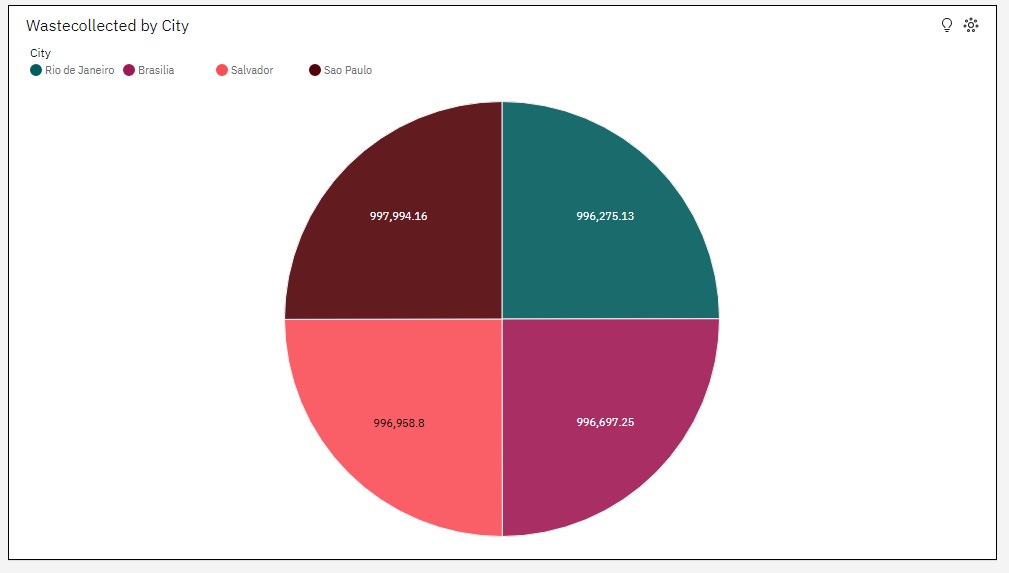 Wastecollected by City
City
Rio de Janeiro Brasilia Salvador Sao Paulo
997,994.16 996,275.13
996,958.8 996,697.25